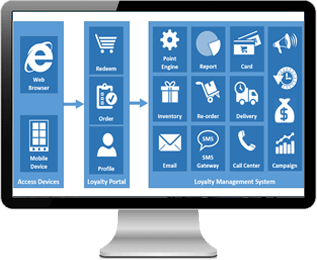 Web
Browser
Mobile
Device
Access Devices
Redeem
Order
Profile
Loyalty Portal
Point
Engine
Report
Card
Inventory
Re-order
Delivery
Email
SMS
SMS
Gateway
Call Center
Campaign
Loyalty Management System